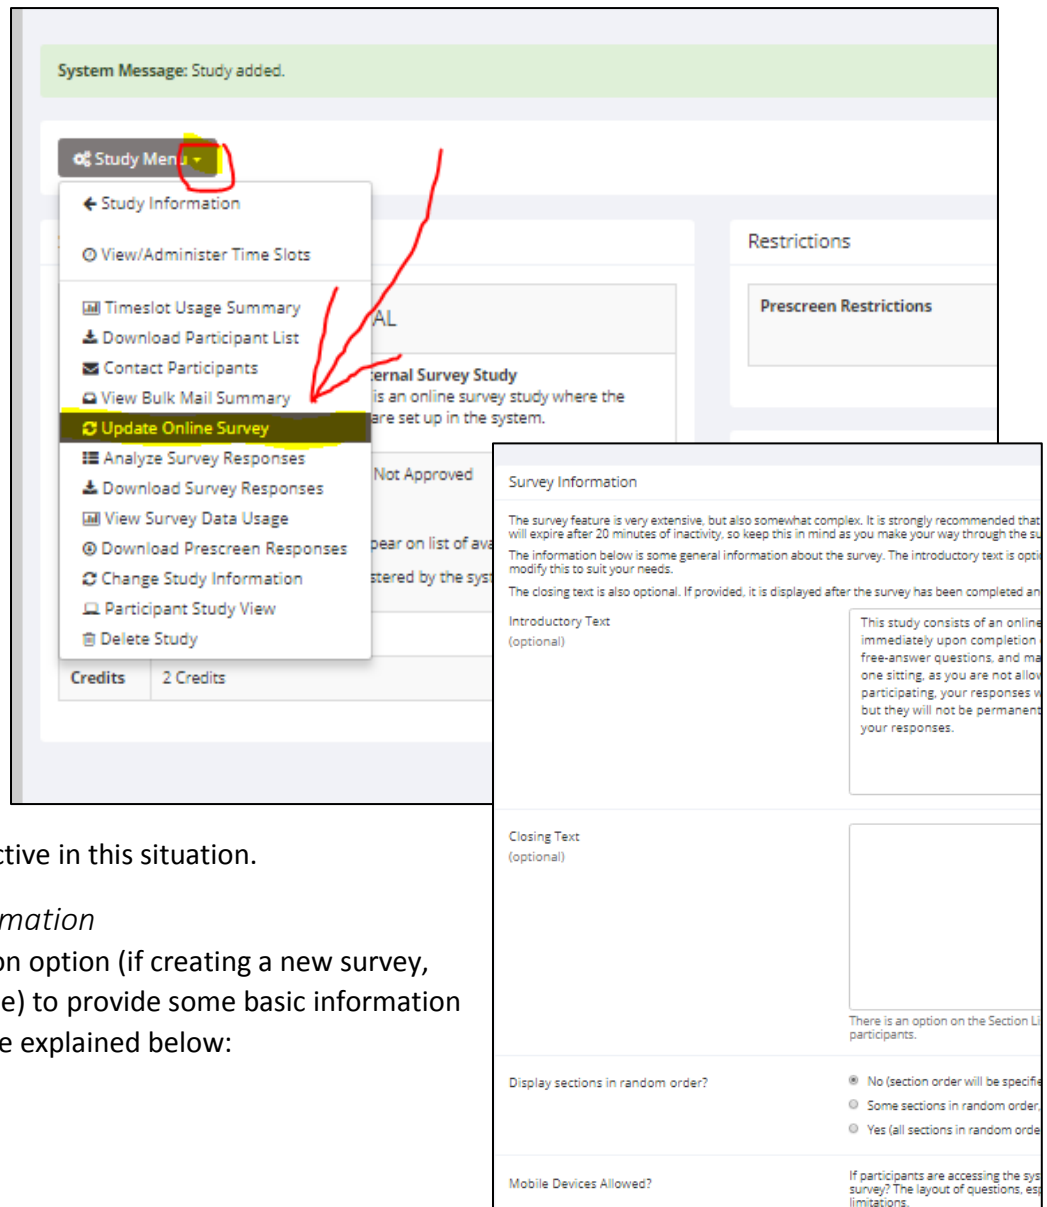 System Message: Study added.
Study Menu
Study Information
View/Administer Time Slots
Timeslot Usage Summary
Download Participant List
Contact Participants
View Bulk Mail Summary
Update Online Survey
Analyze Survey Responses
Download Survey Responses
View Survey Data Usage
Download Prescreen Responses
Change Study Information
Participant Study View
Delete Study
AL
ernal Survey Study
is an online survey study where the
are set up in the system.
Not Approved
pear on list of ava
stered by the syst
Credits 2 Credits
Restrictions
Prescreen Restrictions
Survey Information
The survey feature is very extensive, but also somewhat complex. It is strongly recommended that
will expire after 20 minutes of inactivity, so keep this in mind as you make your way through the su
The information below is some general information about the survey. The introductory text is optio
modify this to suit your needs.
The closing text is also optional. If provided, it is displayed after the survey has been completed an
Introductory Text
(optional)
This study consists of an online
immediately upon completion
free-answer questions, and ma
one sitting, as you are not allow
participating, your responses w
but they will not be permanent
your responses.
Closing Text
(optional)
There is an option on the Section Li
participants.
Display sections in random order?
No (section order will be specifie
Some sections in random order,
Yes (all sections in random orde
Mobile Devices Allowed?
If participants are accessing the sys
survey? The layout of questions, esp
limitations.
ctive in this situation.
mation
on option (if creating a new survey,
e) to provide some basic information
e explained below: